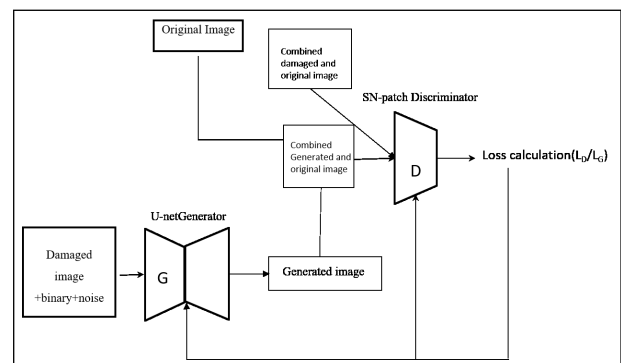 Original Image
Combined
damaged and
original image
SN-patch Discriminator
Combined
Generated and
original image
D
Loss calculation(LD/LG)
U-netGenerator
Damaged
image
+binary+noise
G
Generated image